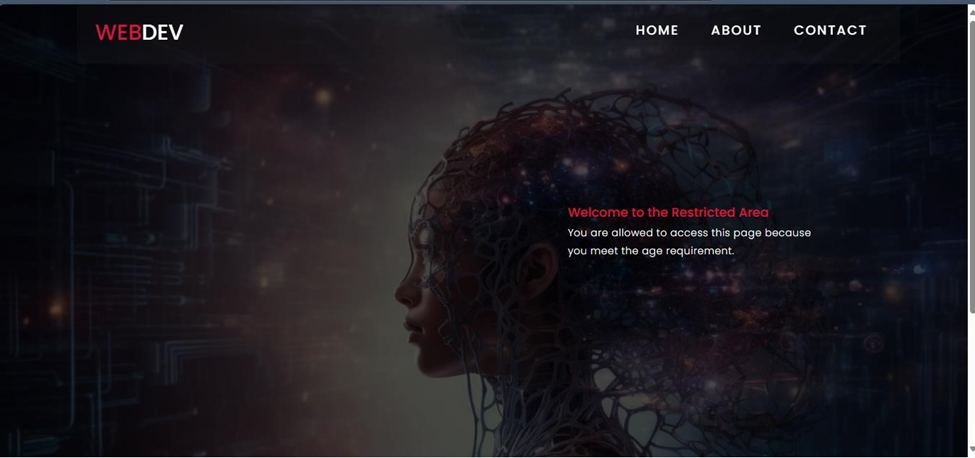 WEBDEV
HOME ABOUT CONTACT
Welcome to the Restricted Area
You are allowed to access this page because
you meet the age requirement.